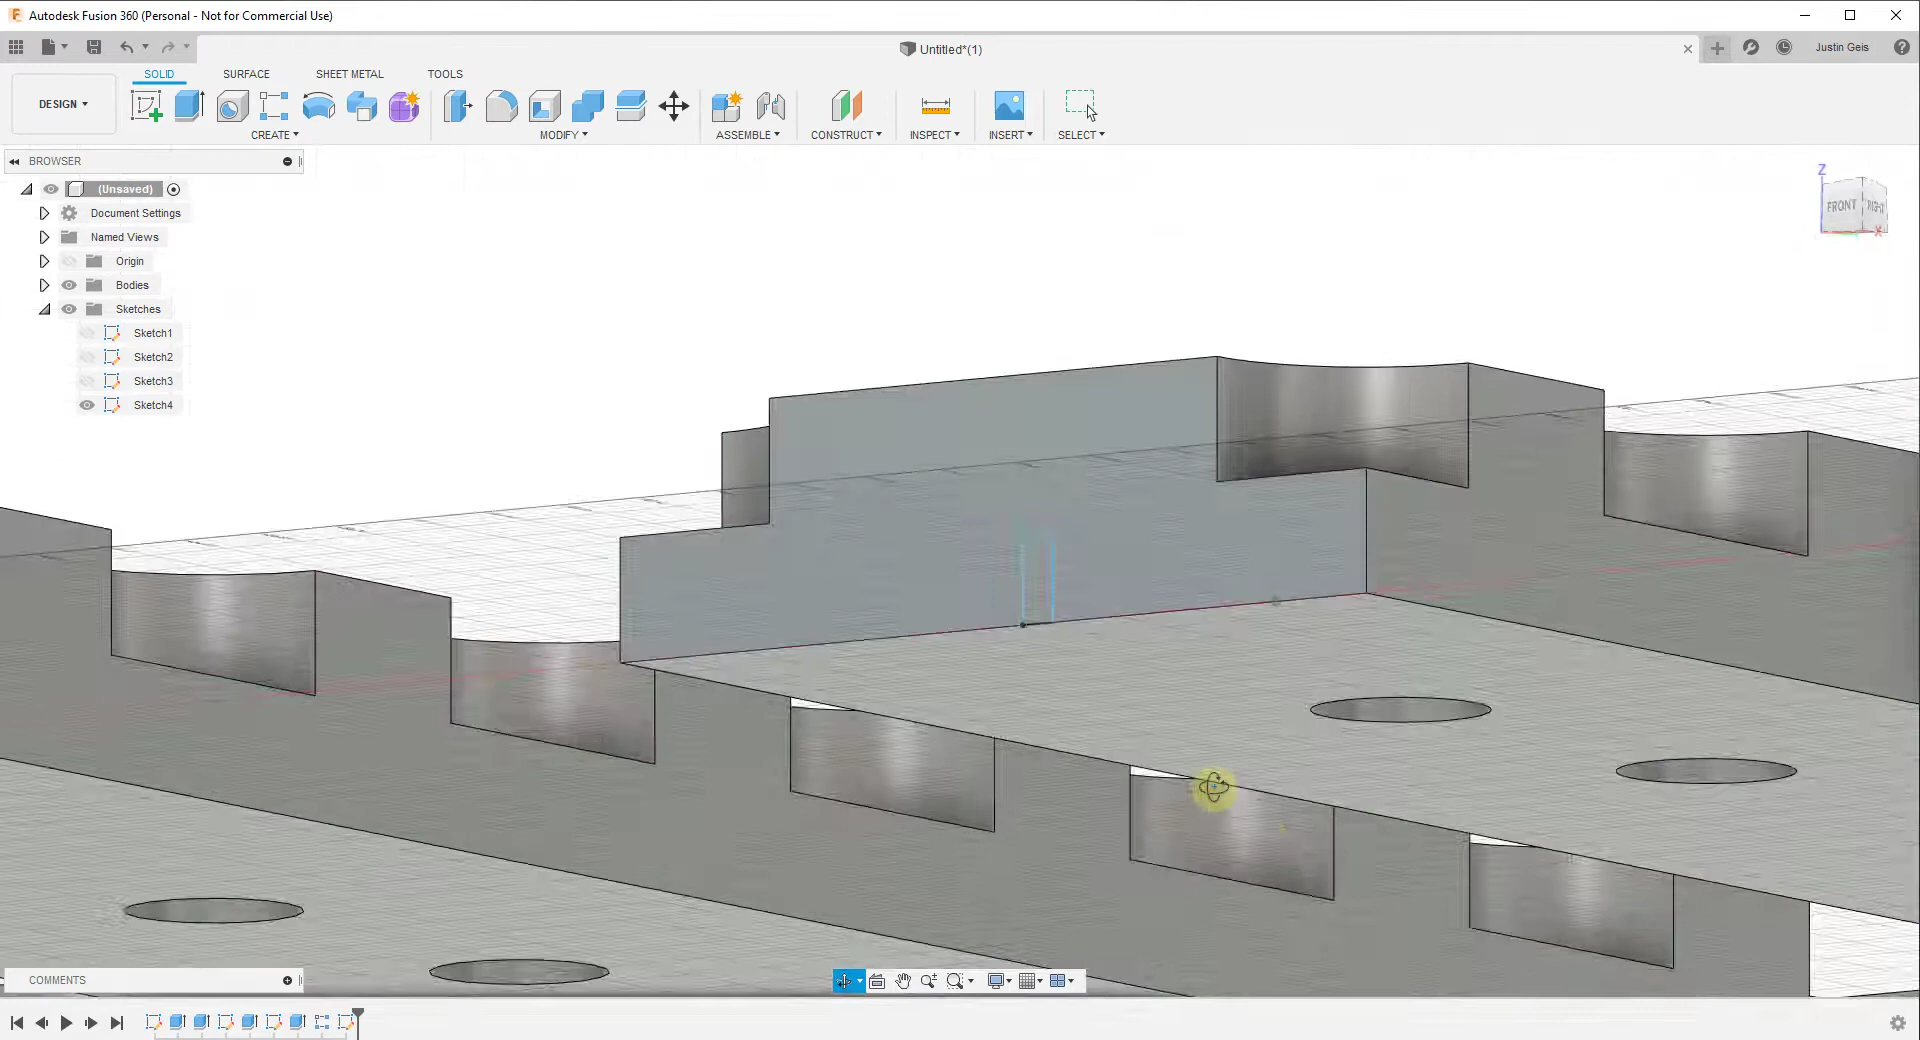 Autodesk Fusion 360 (Personal - Not for Commercial Use)
Untitled*(1)
Justin Geis
SOLID SURFACE SHEET METAL TOOLS
DESIGN
CREATE MODIFY ASSEMBLE CONSTRUCT INSPECT INSERT SELECT
BROWSER
(Unsaved)
Document Settings
Named Views
Origin
Bodies
Sketches
Sketch1
Sketch2
Sketch3
Sketch4
Z
FRONT RIGHT
X
COMMENTS